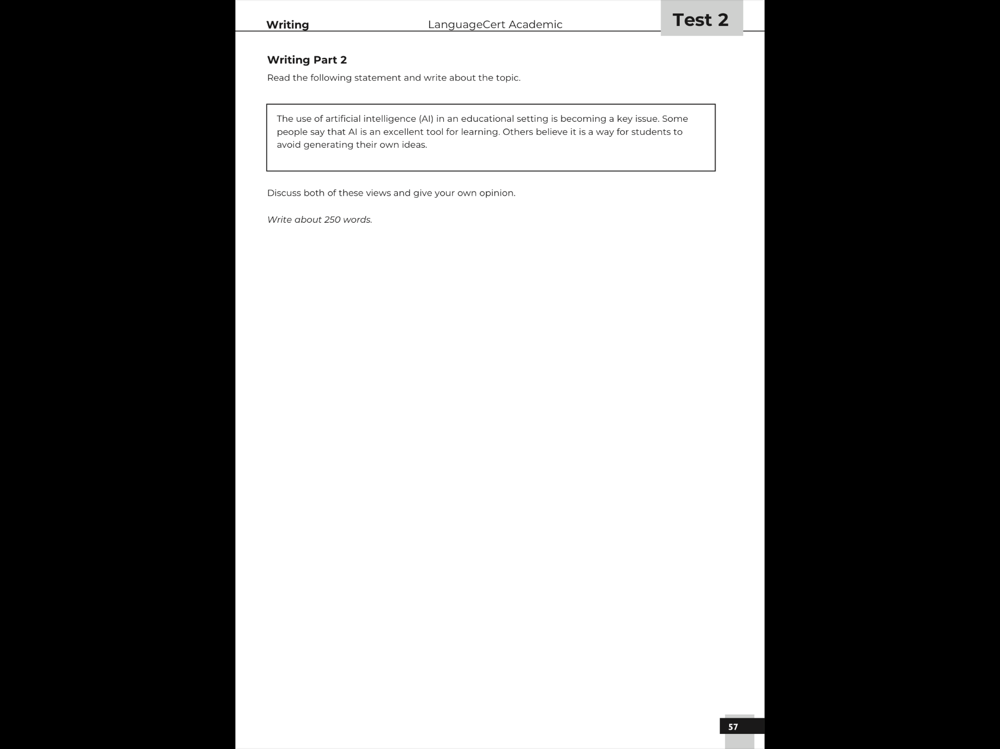 Writing
LanguageCert Academic
Test 2
Writing Part 2
Read the following statement and write about the topic.
The use of artificial intelligence (AI) in an educational setting is becoming a key issue. Some
people say that AI is an excellent tool for learning. Others believe it is a way for students to
avoid generating their own ideas.
Discuss both of these views and give your own opinion.
Write about 250 words.
57